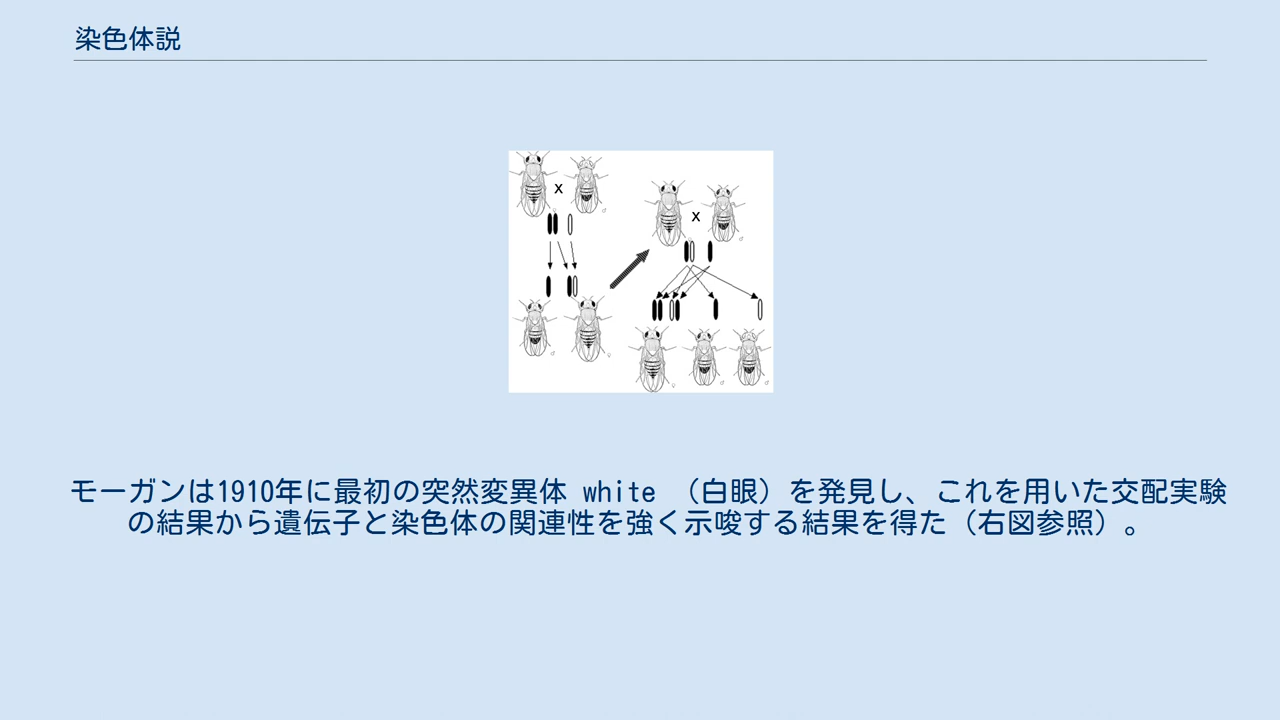 染色体説
x
x
モーガンは1910年に最初の突然変異体 white （白眼）を発見し、これを用いた交配実験
の結果から遺伝子と染色体の関連性を強く示唆する結果を得た（右図参照）。